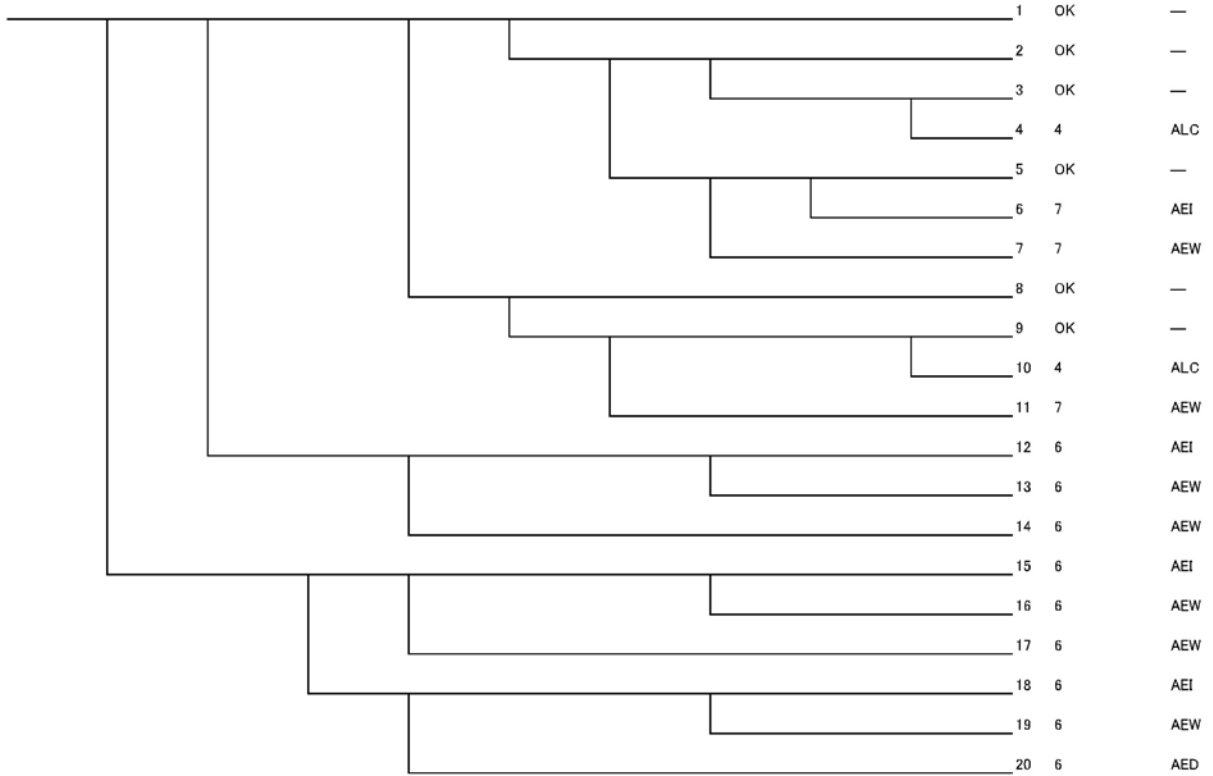 1 OK —
2 OK —
3 OK —
4 4 ALC
5 OK —
6 7 AEI
7 7 AEW
8 OK —
9 OK —
10 4 ALC
11 7 AEW
12 6 AEI
13 6 AEW
14 6 AEW
15 6 AEI
16 6 AEW
17 6 AEW
18 6 AEI
19 6 AEW
20 6 AED